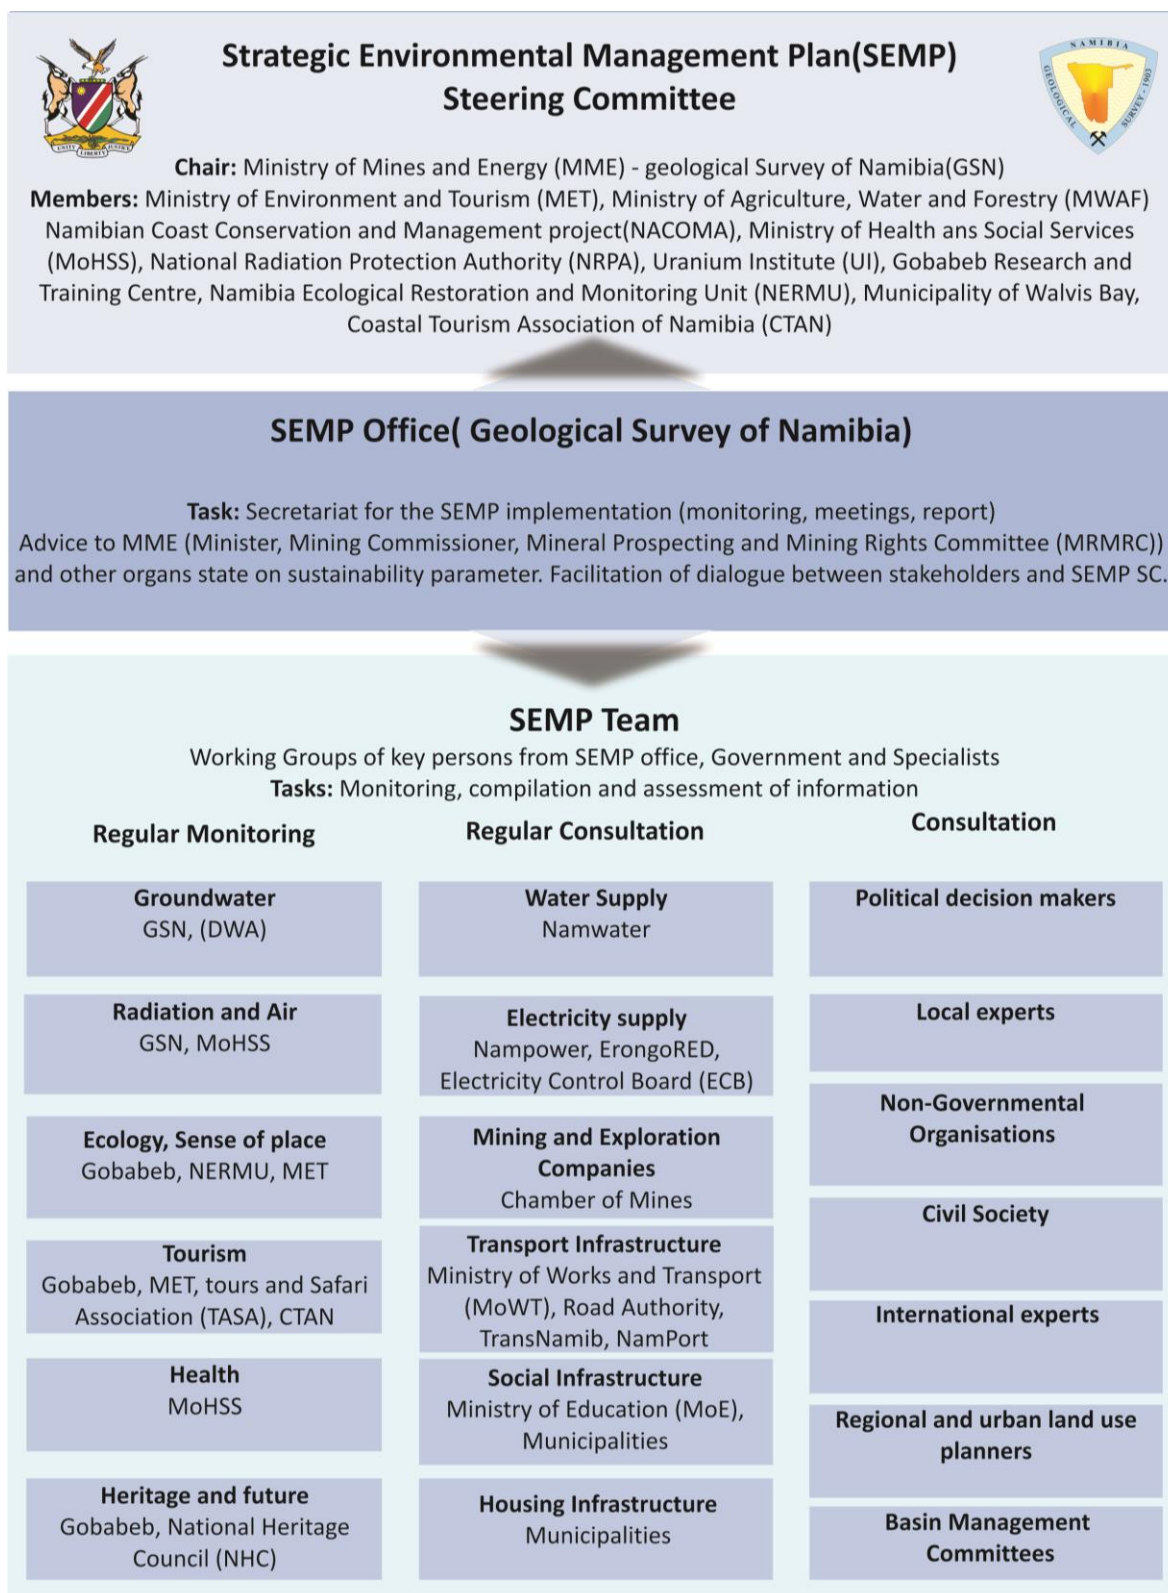 Strategic Environmental Management Plan(SEMP)
Steering Committee
UNITY LIBERTY JUSTICE
NAMIBIA
GEOLOGICAL
SURVEY - 1903
Chair: Ministry of Mines and Energy (MME) - geological Survey of Namibia(GSN)
Members: Ministry of Environment and Tourism (MET), Ministry of Agriculture, Water and Forestry (MWAF)
Namibian Coast Conservation and Management project(NACOMA), Ministry of Health ans Social Services
(MoHSS), National Radiation Protection Authority (NRPA), Uranium Institute (UI), Gobabeb Research and
Training Centre, Namibia Ecological Restoration and Monitoring Unit (NERMU), Municipality of Walvis Bay,
Coastal Tourism Association of Namibia (CTAN)
SEMP Office( Geological Survey of Namibia)
Task: Secretariat for the SEMP implementation (monitoring, meetings, report)
Advice to MME (Minister, Mining Commissioner, Mineral Prospecting and Mining Rights Committee (MRMRC))
and other organs state on sustainability parameter. Facilitation of dialogue between stakeholders and SEMP SC.
SEMP Team
Working Groups of key persons from SEMP office, Government and Specialists
Tasks: Monitoring, compilation and assessment of information
Regular Monitoring
Groundwater
GSN, (DWA)
Radiation and Air
GSN, MoHSS
Ecology, Sense of place
Gobabeb, NERMU, MET
Tourism
Gobabeb, MET, tours and Safari
Association (TASA), CTAN
Health
MoHSS
Heritage and future
Gobabeb, National Heritage
Council (NHC)
Regular Consultation
Water Supply
Namwater
Electricity supply
Nampower, ErongoRED,
Electricity Control Board (ECB)
Mining and Exploration
Companies
Chamber of Mines
Transport Infrastructure
Ministry of Works and Transport
(MoWT), Road Authority,
TransNamib, NamPort
Social Infrastructure
Ministry of Education (MoE),
Municipalities
Housing Infrastructure
Municipalities
Consultation
Political decision makers
Local experts
Non-Governmental
Organisations
Civil Society
International experts
Regional and urban land use
planners
Basin Management
Committees